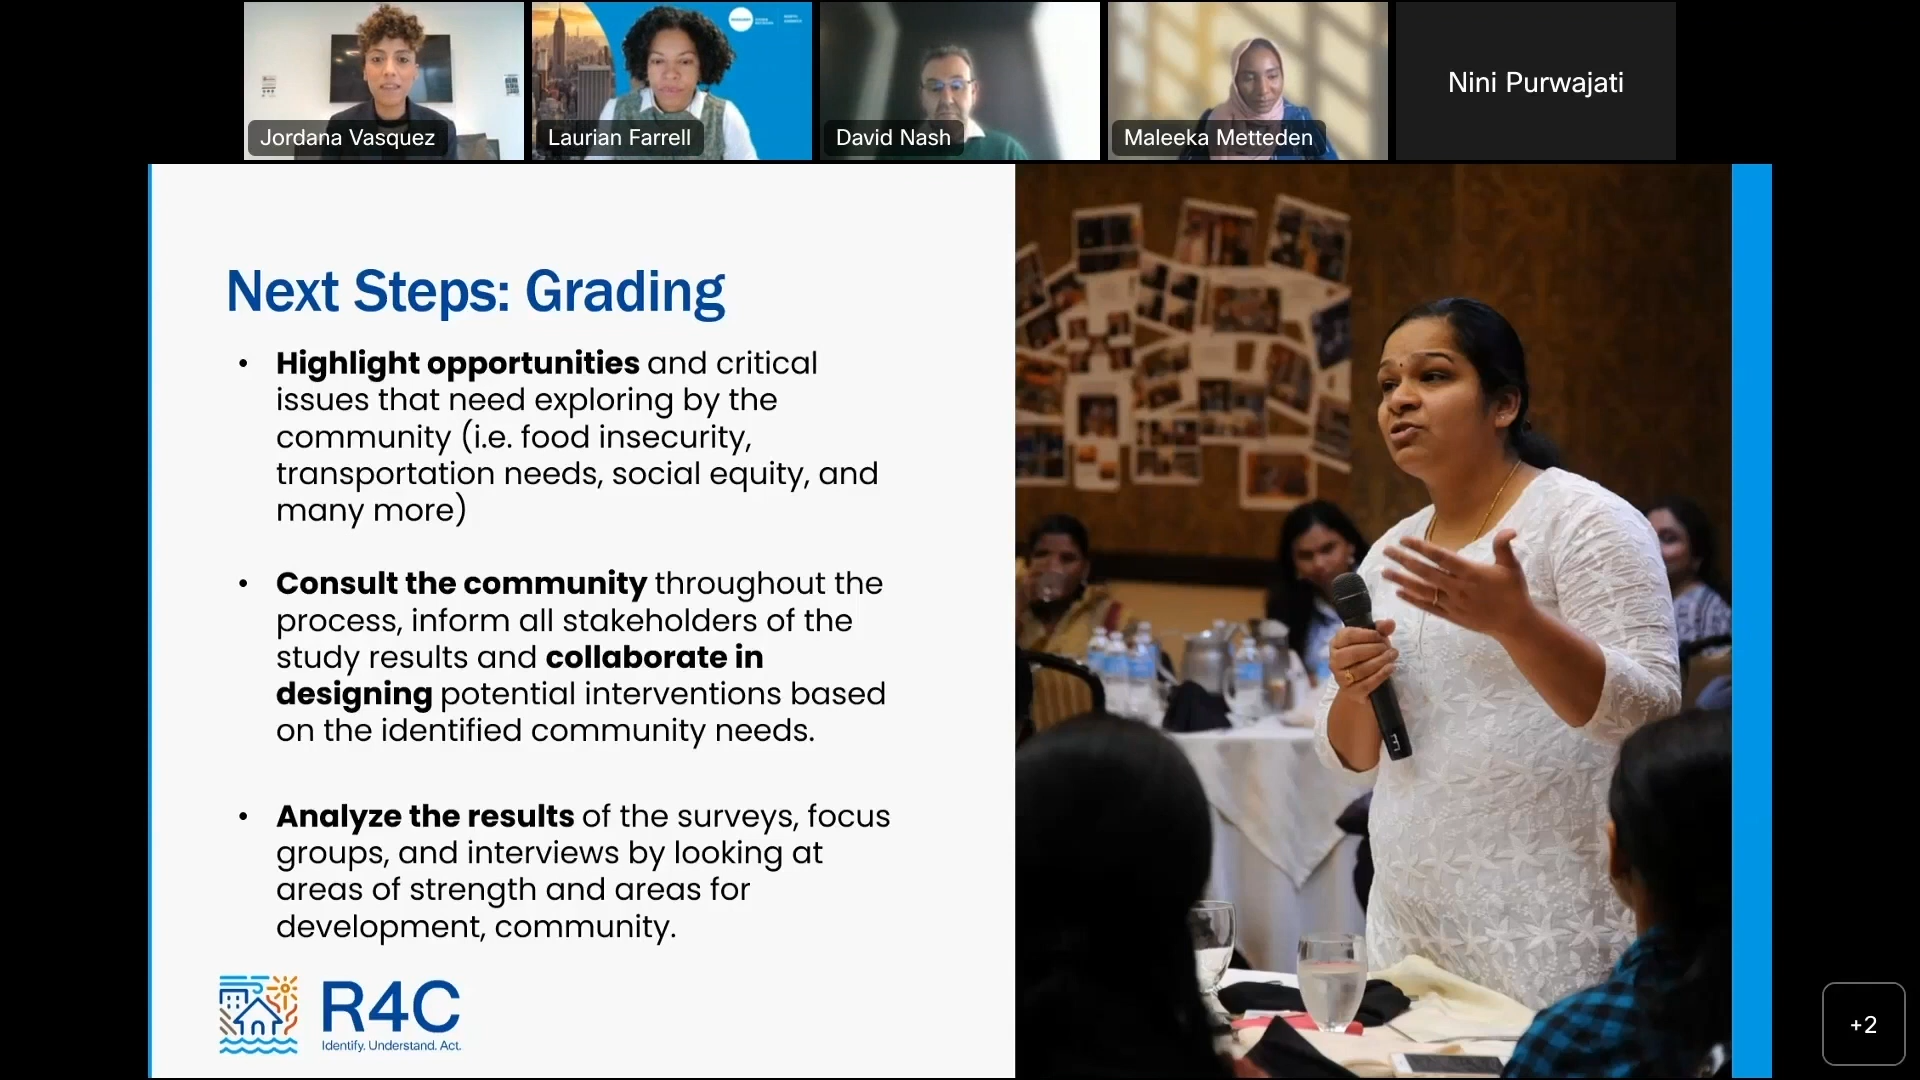 Jordana Vasquez
Laurian Farrell
David Nash
Maleeka Metteden
Nini Purwajati
Next Steps: Grading
• Highlight opportunities and critical
issues that need exploring by the
community (i.e. food insecurity,
transportation needs, social equity, and
many more)
• Consult the community throughout the
process, inform all stakeholders of the
study results and collaborate in
designing potential interventions based
on the identified community needs.
• Analyze the results of the surveys, focus
groups, and interviews by looking at
areas of strength and areas for
development, community.
R4C
Identify. Understand. Act.
+2